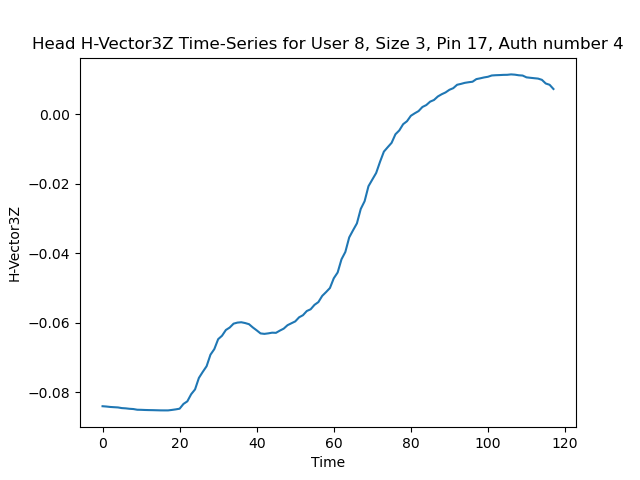 Head H-Vector3Z Time-Series for User 8, Size 3, Pin 17, Auth number 4
H-Vector3Z
0.00
−0.02
−0.04
−0.06
−0.08
0 20 40 60 80 100 120
Time